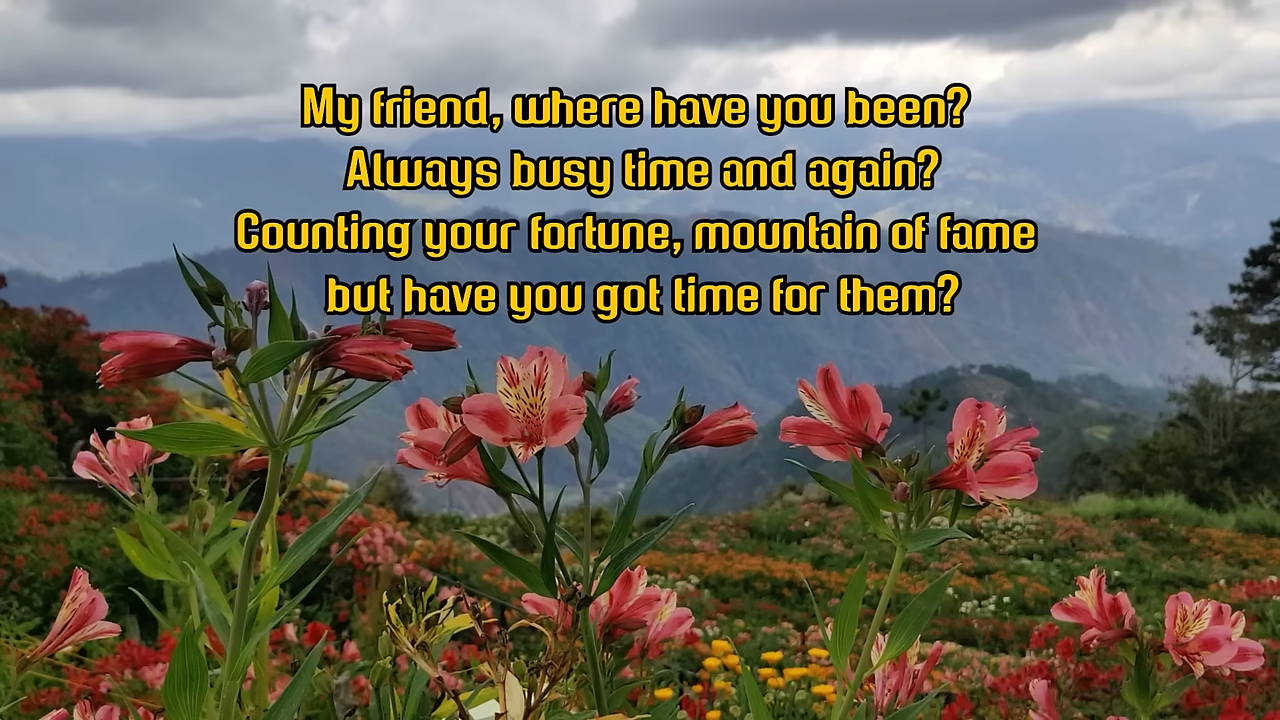 My friend, where have you been?
Always busy time and again?
Counting your fortune, mountain of fame
but have you got time for them?